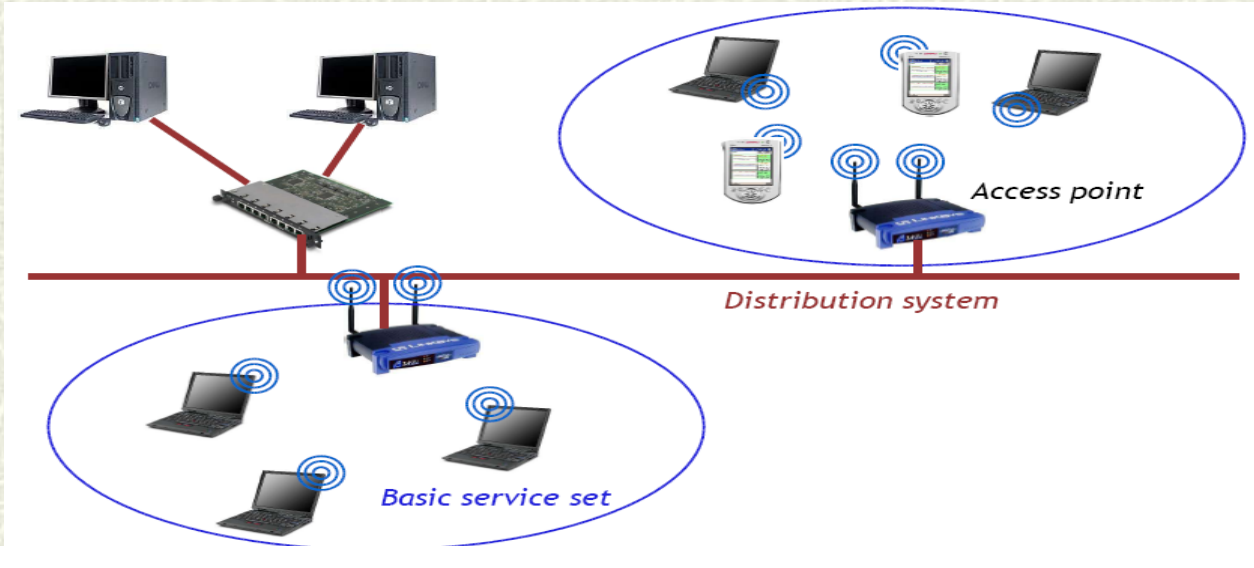 Access point
Distribution system
Basic service set